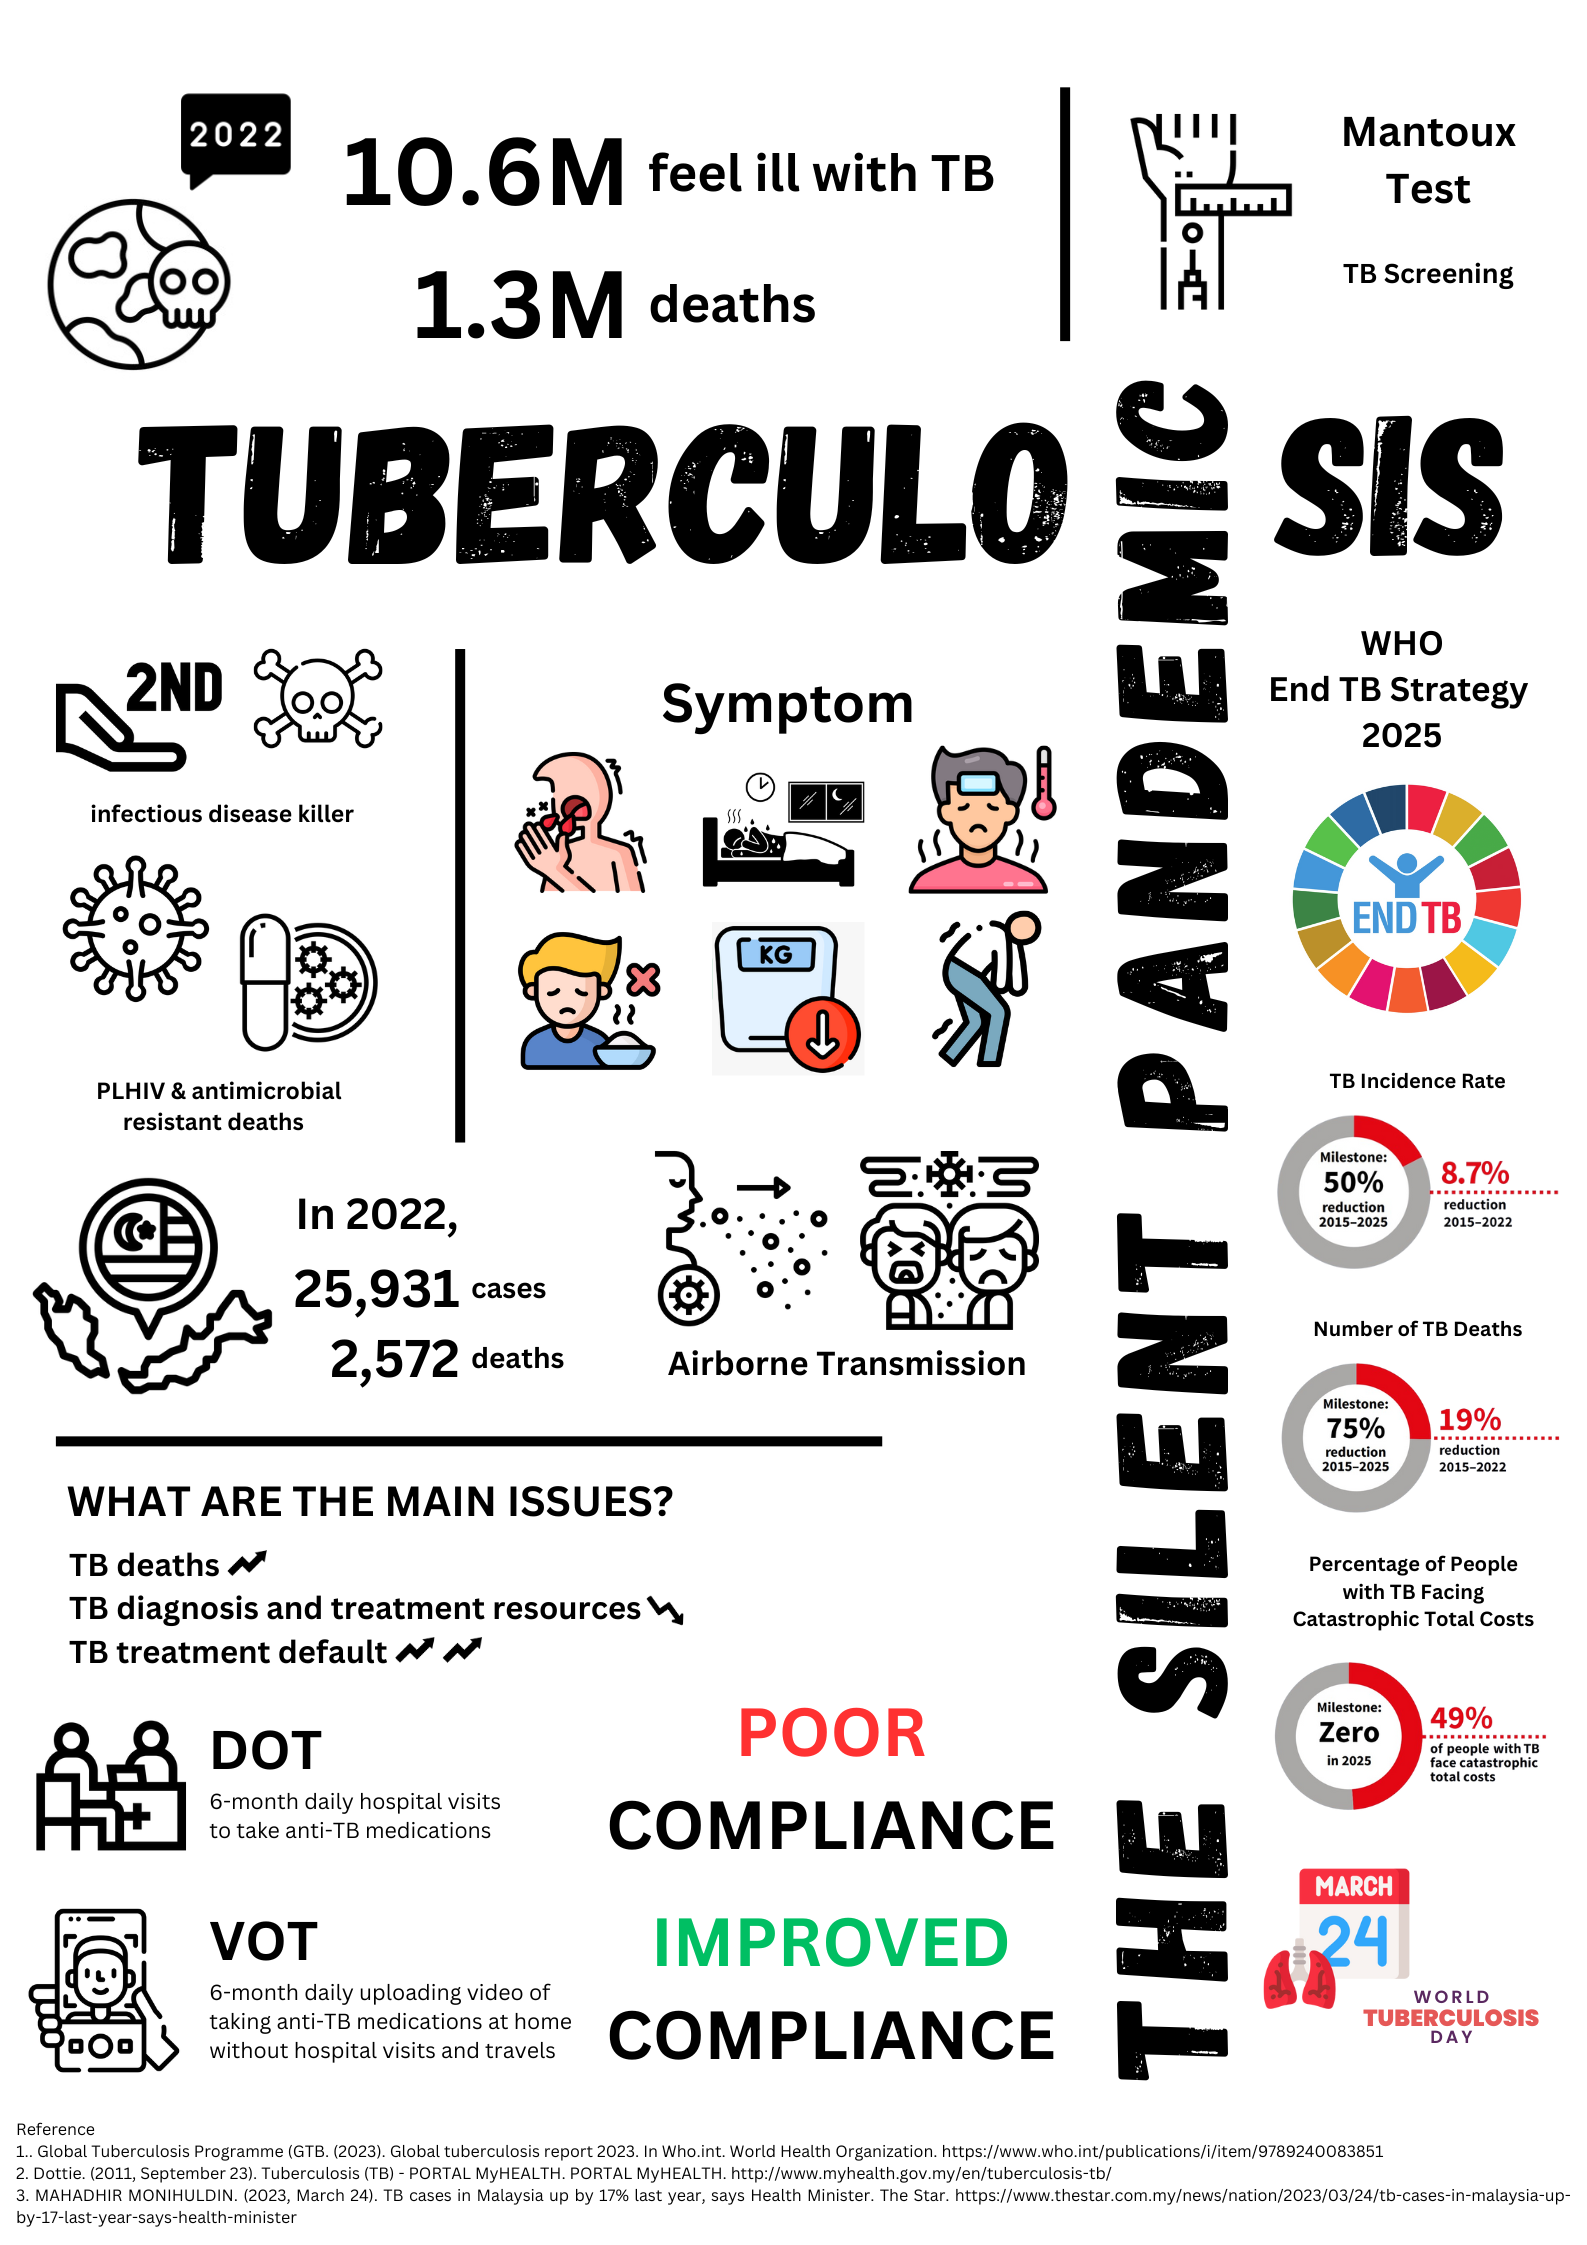 2022
10.6M feel ill with TB
1.3M deaths
Mantoux
Test
TB Screening
TUBERCULO
SIS
THE SILENT PANDEMIC
2ND
infectious disease killer
PLHIV & antimicrobial
resistant deaths
Symptom
KG
In 2022,
25,931 cases
2,572 deaths
Airborne Transmission
WHAT ARE THE MAIN ISSUES?
TB deaths
TB diagnosis and treatment resources
TB treatment default
DOT
6-month daily hospital visits
to take anti-TB medications
POOR
COMPLIANCE
VOT
6-month daily uploading video of
taking anti-TB medications at home
without hospital visits and travels
IMPROVED
COMPLIANCE
WHO
End TB Strategy
2025
END TB
TB Incidence Rate
Milestone:
50%
reduction
2015–2025
8.7%
reduction
2015–2022
Number of TB Deaths
Milestone:
75%
reduction
2015–2025
19%
reduction
2015–2022
Percentage of People
with TB Facing
Catastrophic Total Costs
Milestone:
Zero
in 2025
49%
of people with TB
face catastrophic
total costs
MARCH
24
WORLD
TUBERCULOSIS
DAY
Reference
1.. Global Tuberculosis Programme (GTB. (2023). Global tuberculosis report 2023. In Who.int. World Health Organization. https://www.who.int/publications/i/item/9789240083851
2. Dottie. (2011, September 23). Tuberculosis (TB) - PORTAL MyHEALTH. PORTAL MyHEALTH. http://www.myhealth.gov.my/en/tuberculosis-tb/
3. MAHADHIR MONIHULDIN. (2023, March 24). TB cases in Malaysia up by 17% last year, says Health Minister. The Star. https://www.thestar.com.my/news/nation/2023/03/24/tb-cases-in-malaysia-up-
by-17-last-year-says-health-minister